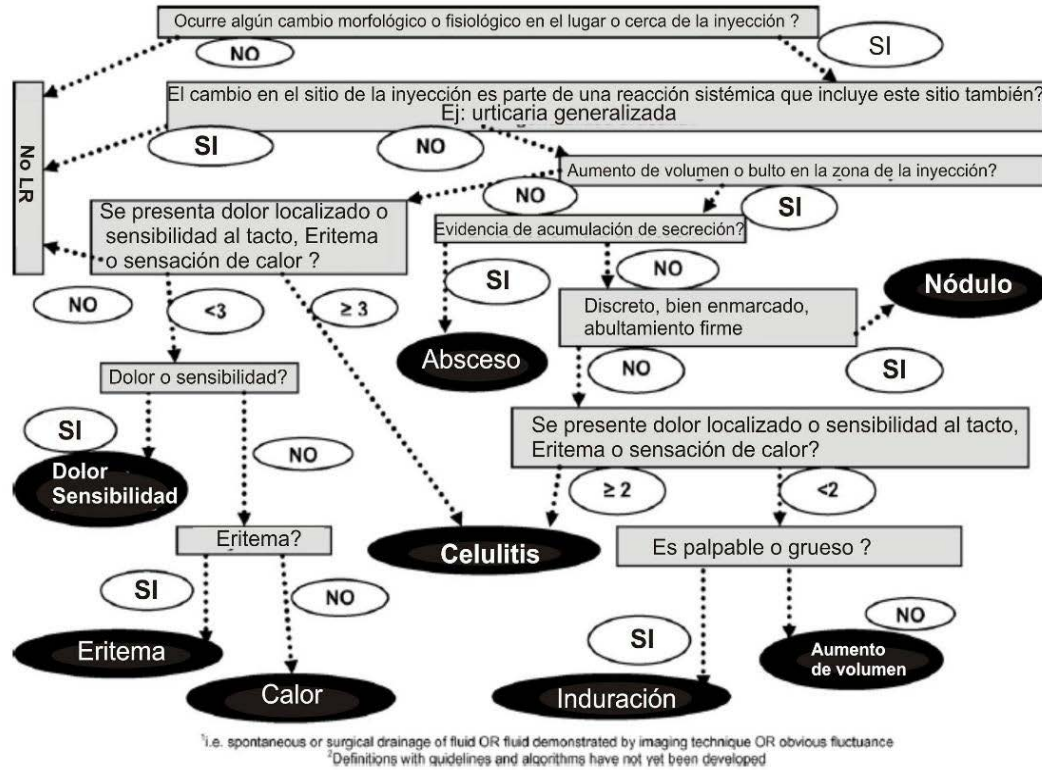 Ocurre algún cambio morfológico o fisiológico en el lugar o cerca de la inyección ?
NO
SI
El cambio en el sitio de la inyección es parte de una reacción sistémica que incluye este sitio también?
Ej: urticaria generalizada
No LR
SI
NO
Aumento de volumen o bulto en la zona de la inyección?
NO
SI
Se presenta dolor localizado o
sensibilidad al tacto, Eritema
o sensación de calor ?
Evidencia de acumulación de secreción?
NO
<3
≥ 3
SI
NO
Nódulo
Discreto, bien enmarcado,
abultamiento firme
Absceso
NO
SI
Dolor o sensibilidad?
SI
NO
Dolor
Sensibilidad
Se presente dolor localizado o sensibilidad al tacto,
Eritema o sensación de calor?
≥ 2
<2
Eritema?
Celulitis
Es palpable o grueso ?
SI
NO
SI
NO
Eritema
Calor
Induración
Aumento
de volumen
1i.e. spontaneous or surgical drainage of fluid OR fluid demonstrated by imaging technique OR obvious fluctuance
2Definitions with guidelines and algorithms have not yet been developed